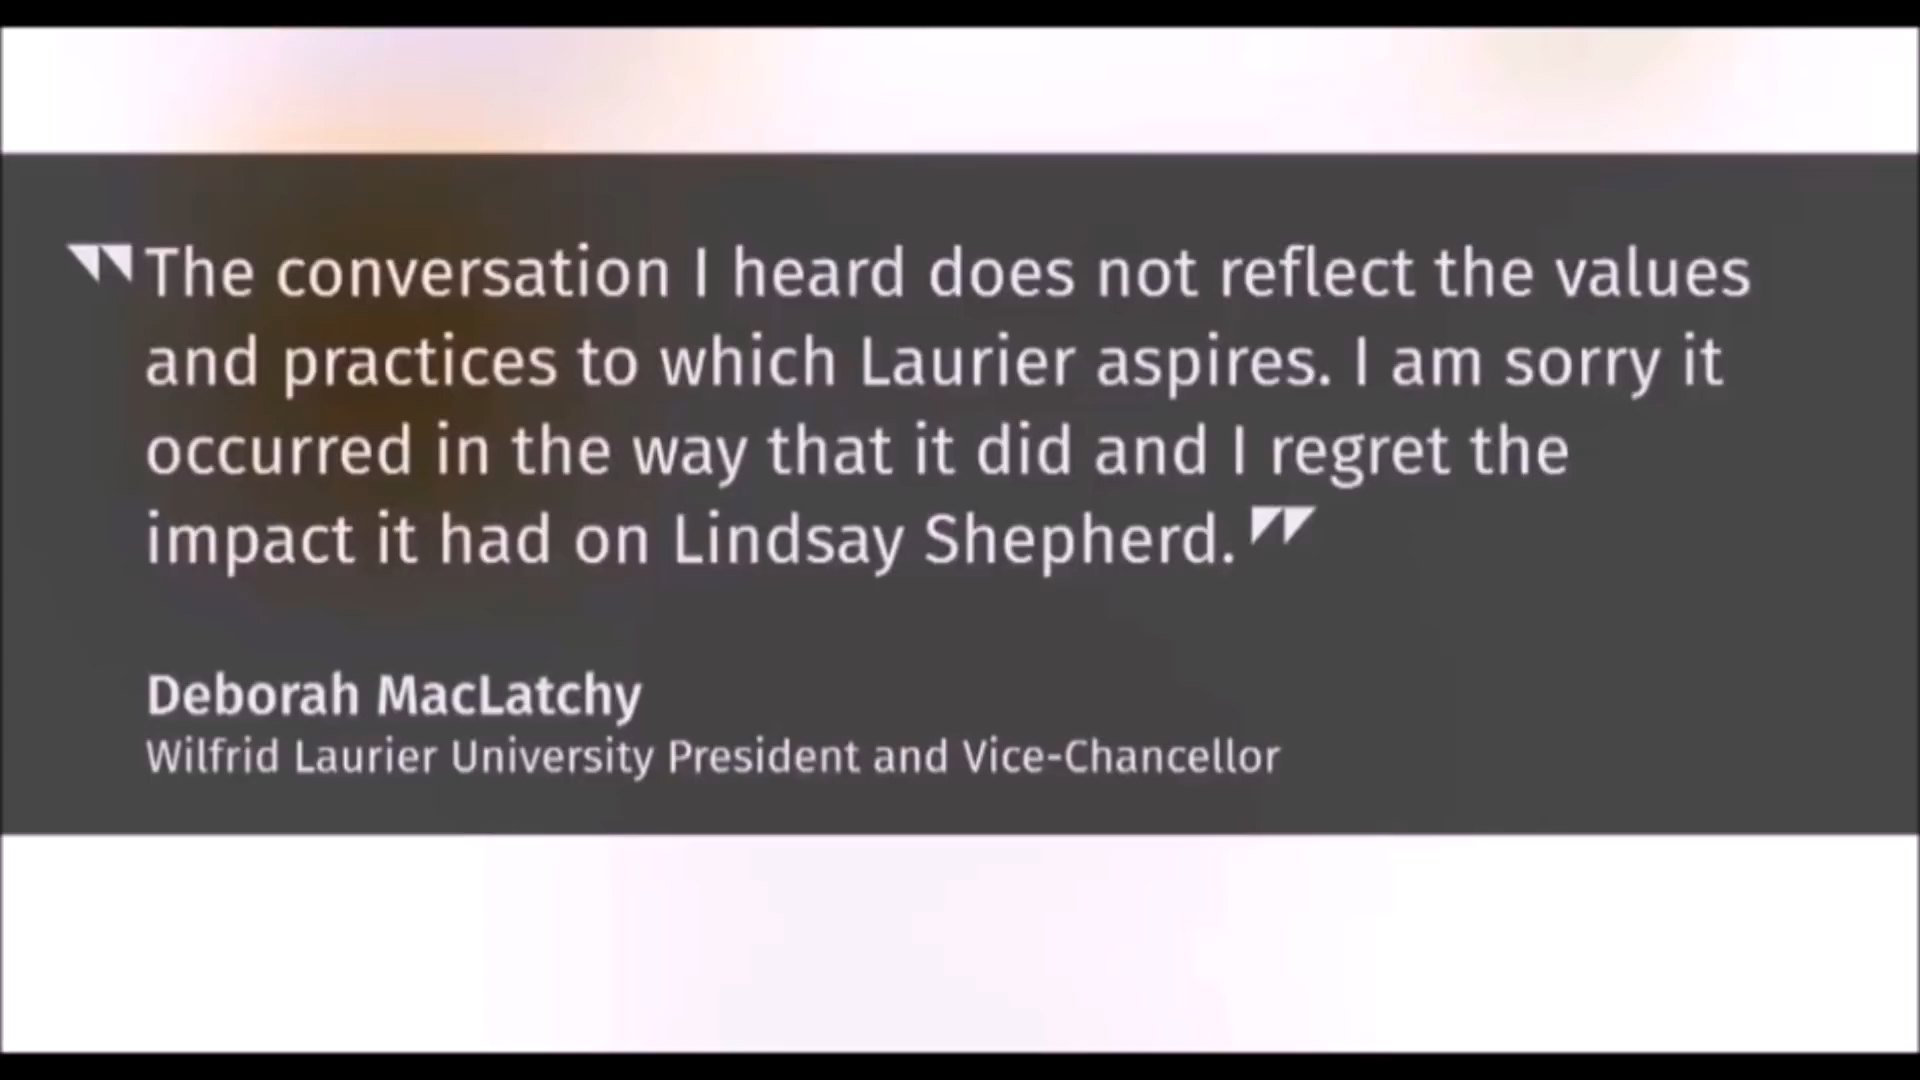 "The conversation I heard does not reflect the values
and practices to which Laurier aspires. I am sorry it
occurred in the way that it did and I regret the
impact it had on Lindsay Shepherd."
Deborah MacLatchy
Wilfrid Laurier University President and Vice-Chancellor